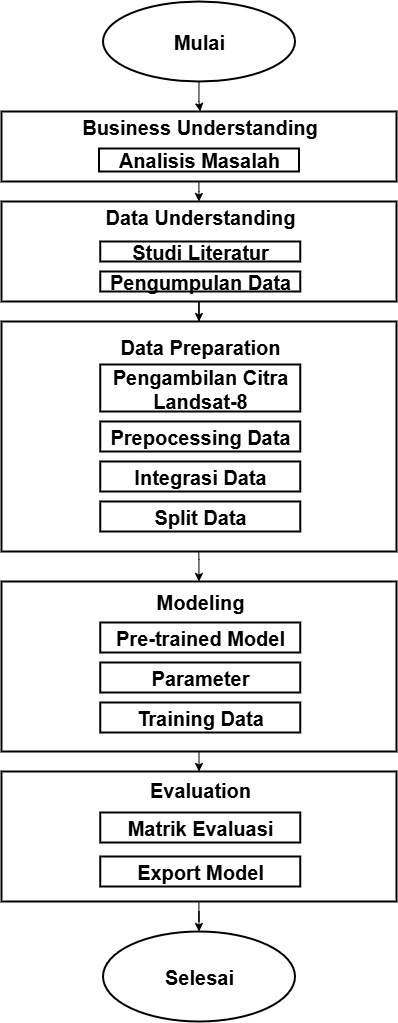 Mulai
Business Understanding
Analisis Masalah
Data Understanding
Studi Literatur
Pengumpulan Data
Data Preparation
Pengambilan Citra
Landsat-8
Prepocessing Data
Integrasi Data
Split Data
Modeling
Pre-trained Model
Parameter
Training Data
Evaluation
Matrik Evaluasi
Export Model
Selesai